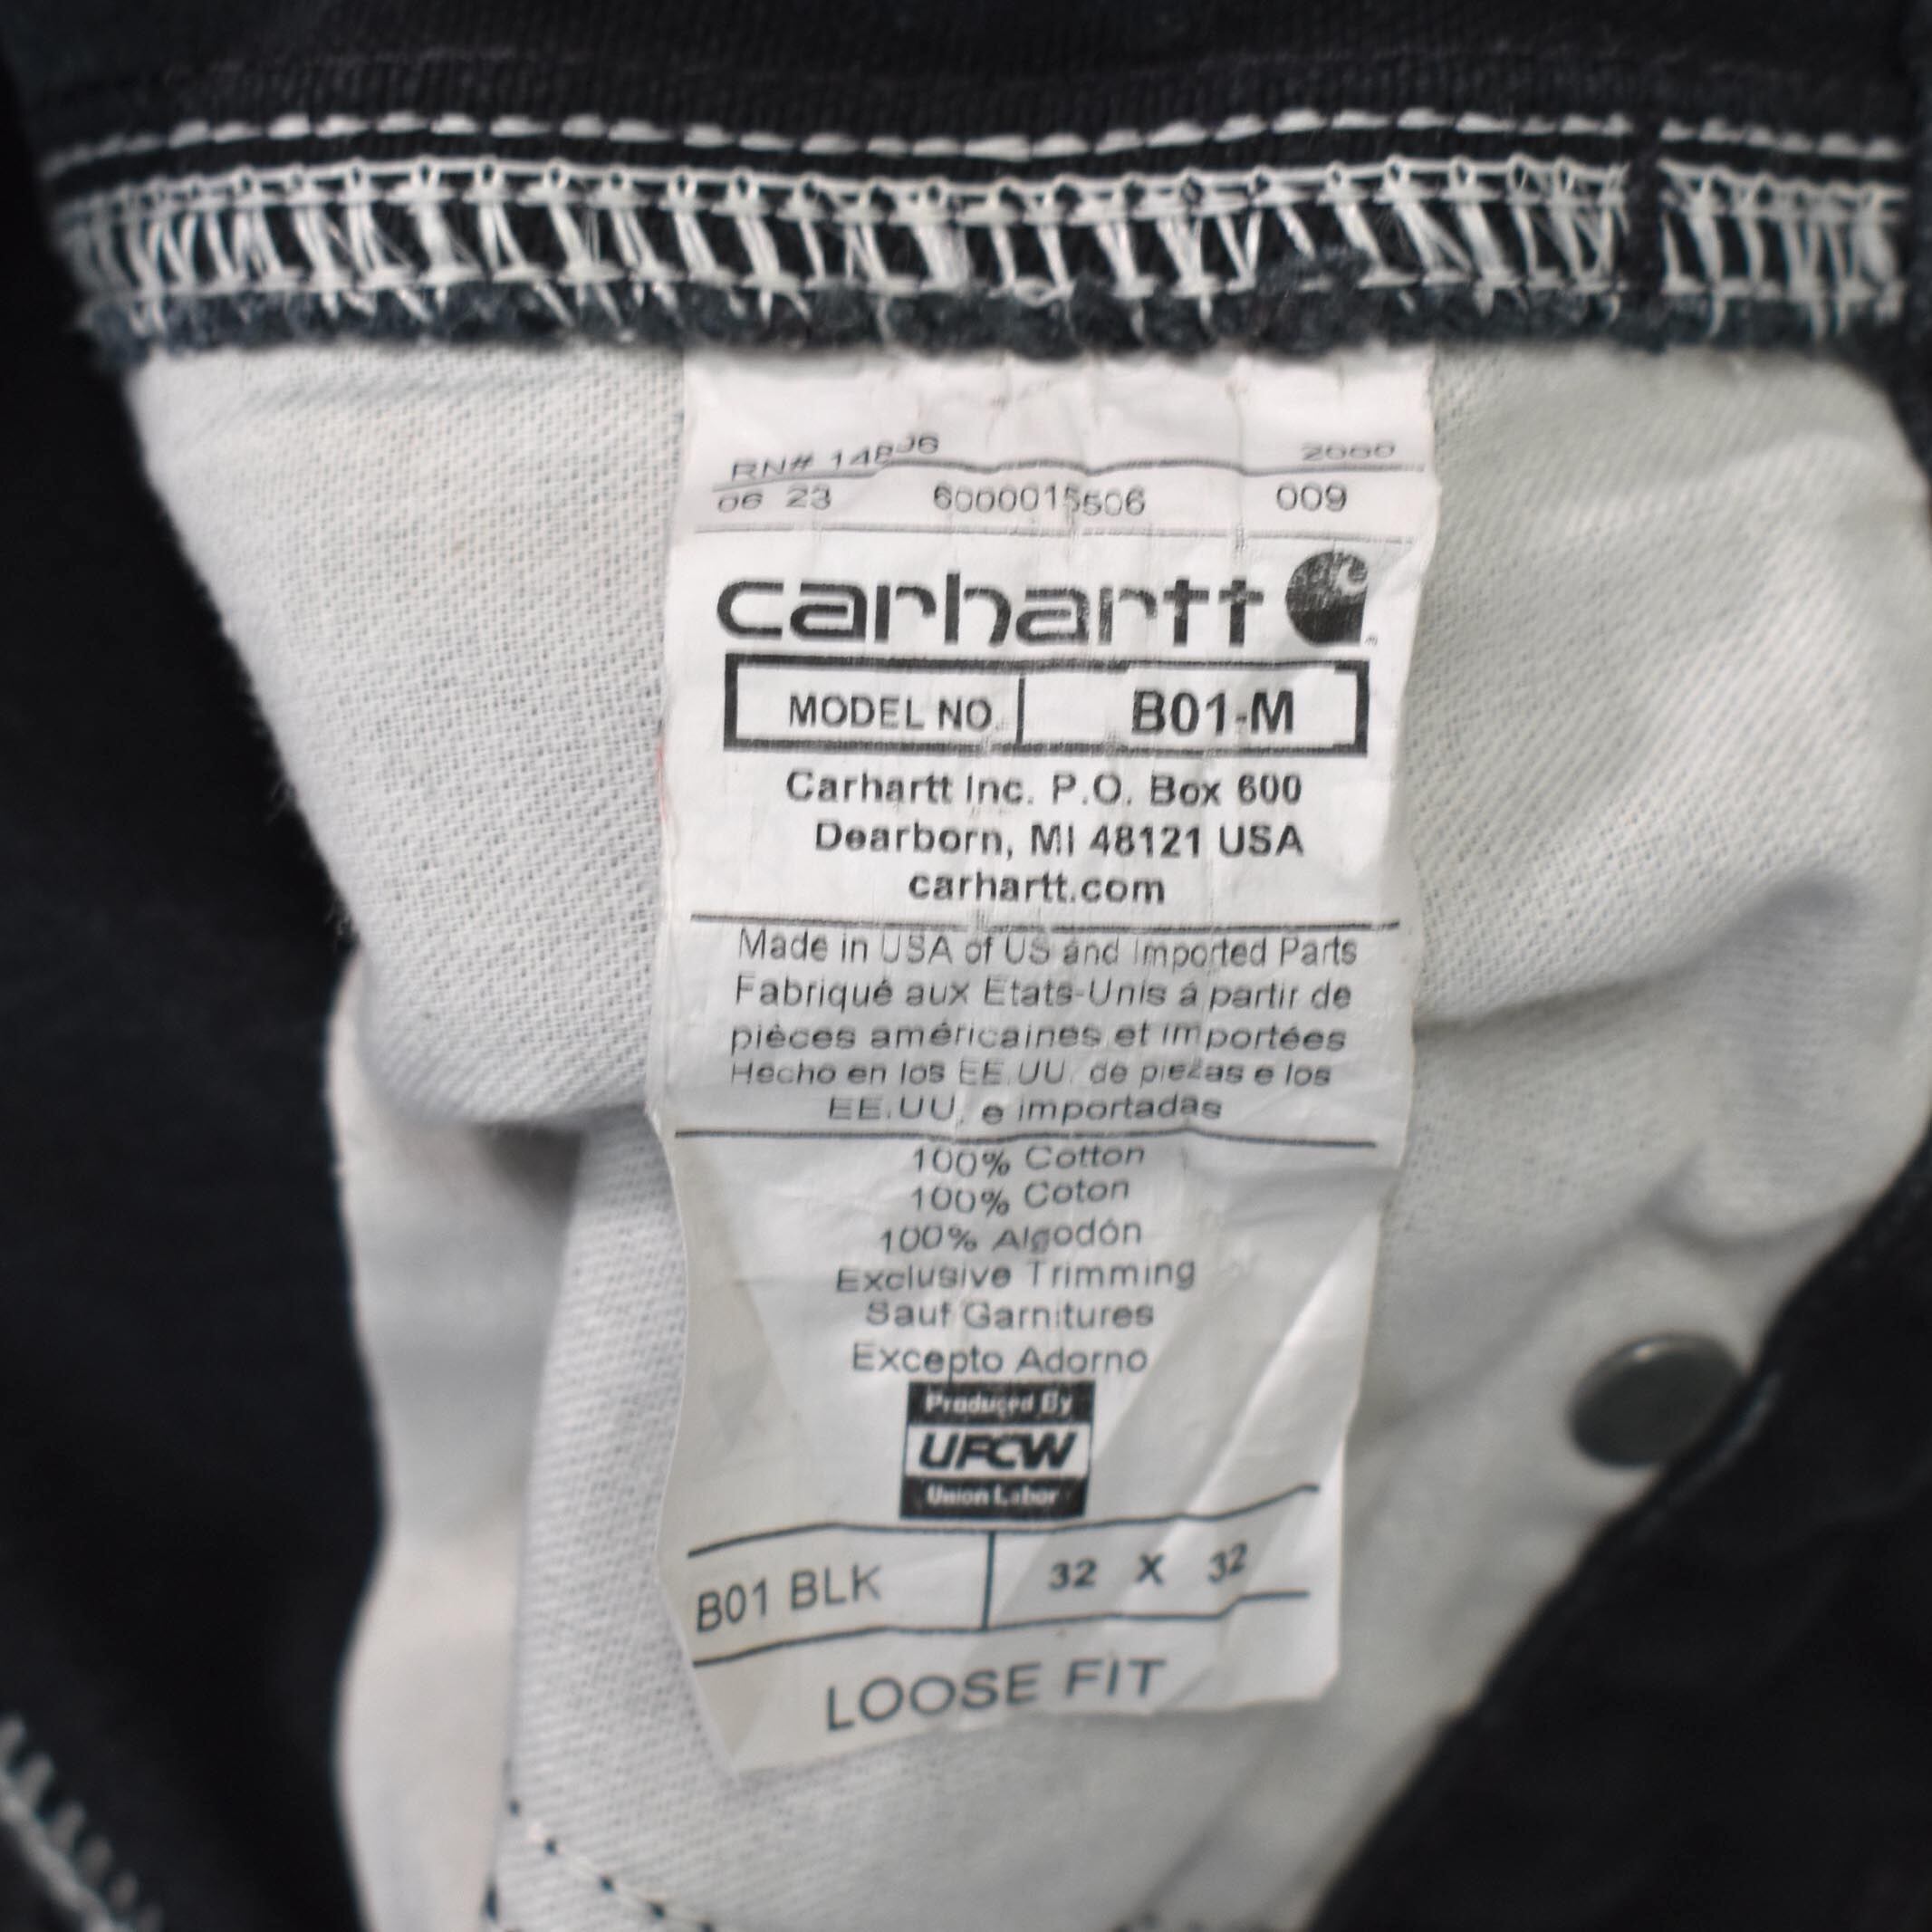 RN# 14806
06 23 6000015506 009
carhartt
MODEL NO. B01-M
Carhartt Inc. P.O. Box 600
Dearborn, MI 48121 USA
carhartt.com
Made in USA of US and Imported Parts
Fabriqué aux Etats-Unis á partir de
pièces américaines et importées
Hecho en los EE.UU. de piezas e los
EE.UU. e importadas
100% Cotton
100% Coton
100% Algodón
Exclusive Trimming
Sauf Garnitures
Excepto Adorno
Produced By
UFCW
Union Labor
B01 BLK 32 X 32
LOOSE FIT